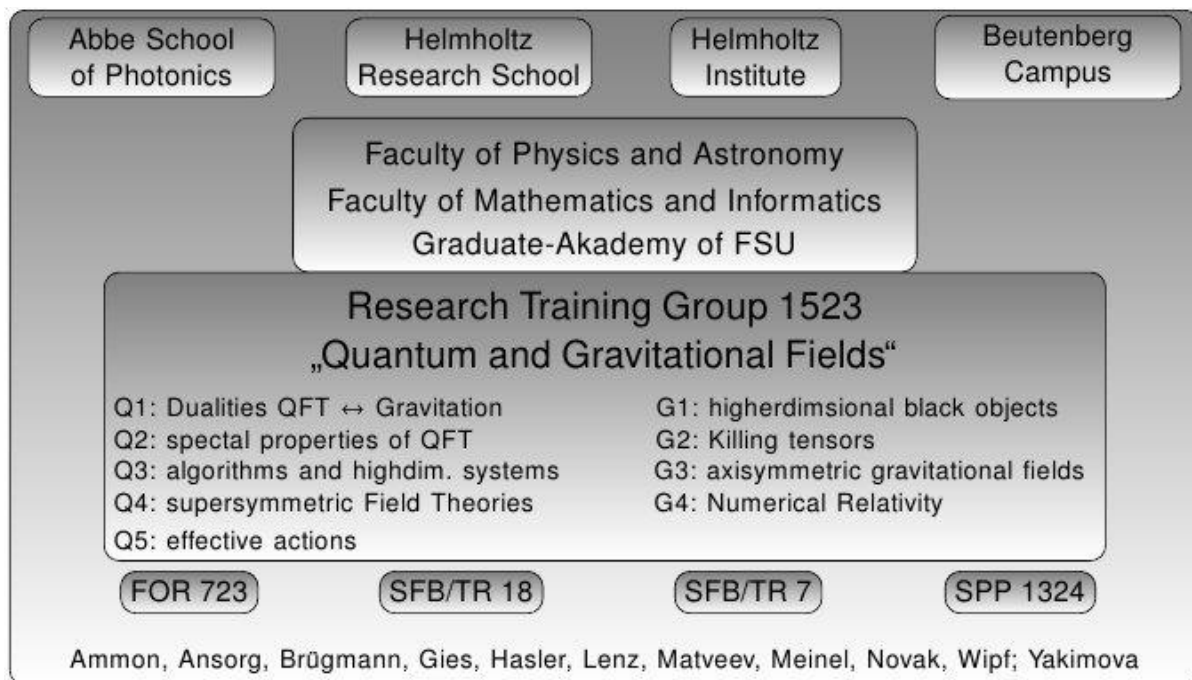 Abbe School
of Photonics
Helmholtz
Research School
Helmholtz
Institute
Beutenberg
Campus
Faculty of Physics and Astronomy
Faculty of Mathematics and Informatics
Graduate-Akademy of FSU
Research Training Group 1523
„Quantum and Gravitational Fields“
Q1: Dualities QFT ↔ Gravitation
Q2: spectal properties of QFT
Q3: algorithms and highdim. systems
Q4: supersymmetric Field Theories
Q5: effective actions
G1: higherdimsional black objects
G2: Killing tensors
G3: axisymmetric gravitational fields
G4: Numerical Relativity
FOR 723
SFB/TR 18
SFB/TR 7
SPP 1324
Ammon, Ansorg, Brügmann, Gies, Hasler, Lenz, Matveev, Meinel, Novak, Wipf; Yakimova